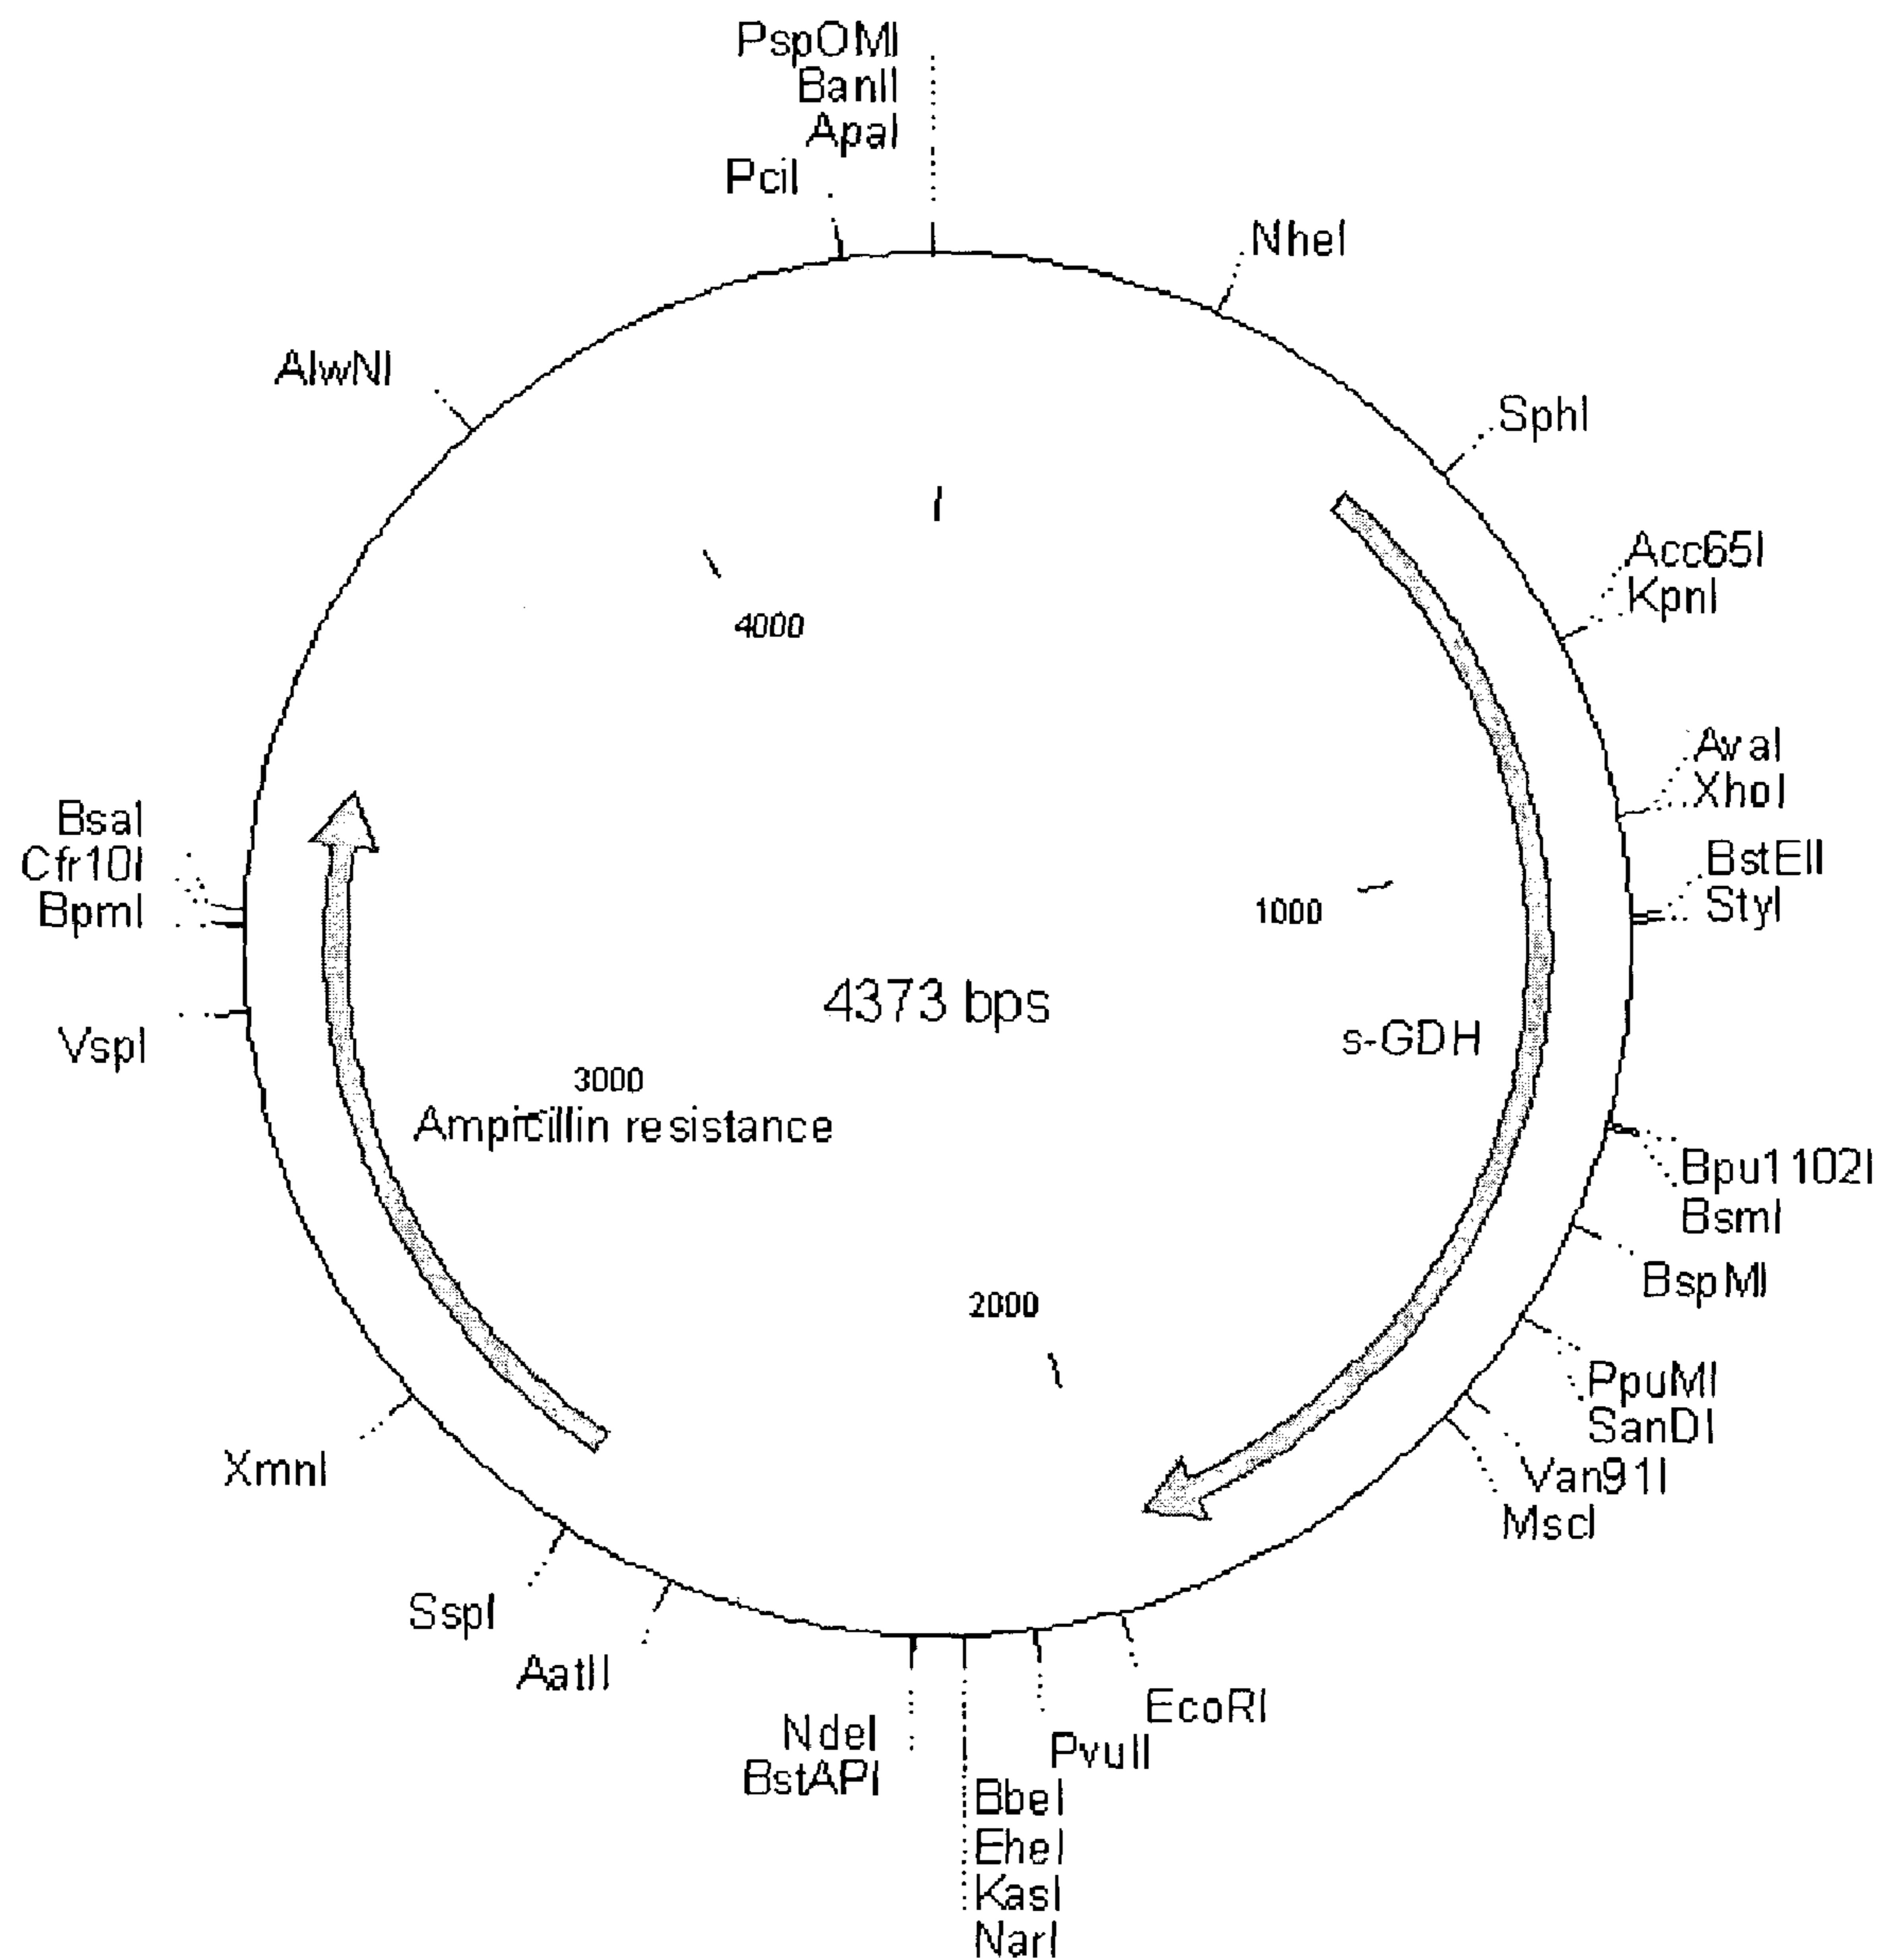 PspOMI
BanII
ApaI
PciI
NheI
AlwNI
SphI
Acc65I
KpnI
4000
AvaI
XhoI
BsaI
Cfr10I
BpmI
BstEII
StyI
1000
4373 bps
s-GDH
VspI
3000
Ampicillin resistance
Bpu1102I
BsmI
BspMI
2000
PpuMI
SanDI
Van91I
MscI
XmnI
SspI
AatII
EcoRI
NdeI
BstAPI
PvuII
BbeI
EheI
KasI
NarI